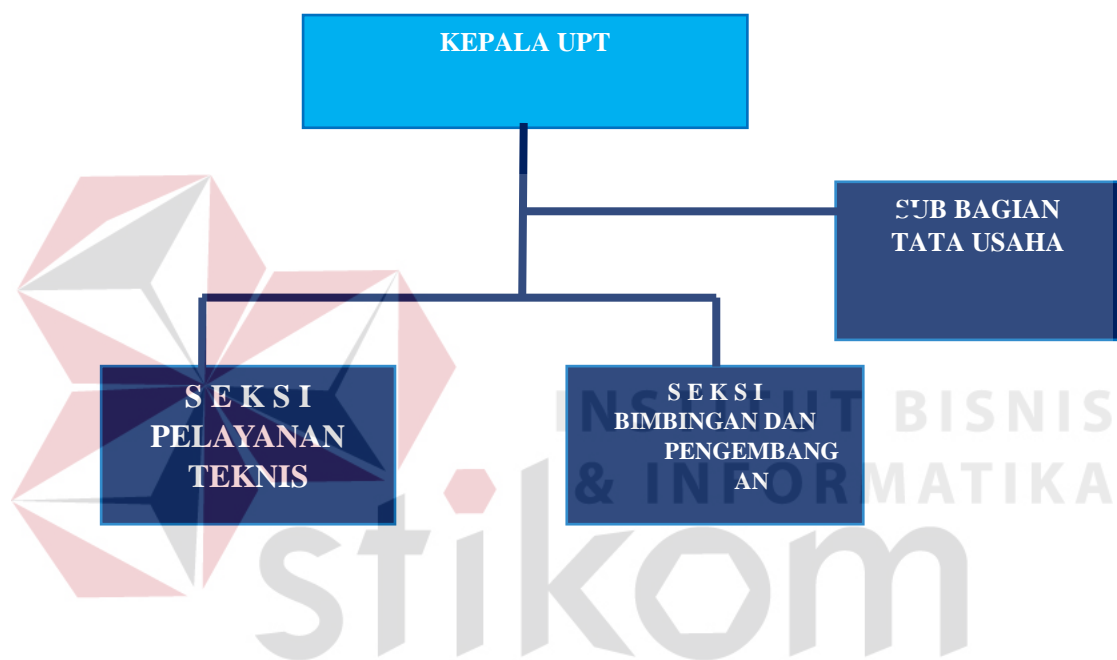 KEPALA UPT
SUB BAGIAN
TATA USAHA
S E K S I
PELAYANAN
TEKNIS
S E K S I
BIMBINGAN DAN
PENGEMBANG
AN
INSTITUT BISNIS
& INFORMATIKA
stikom